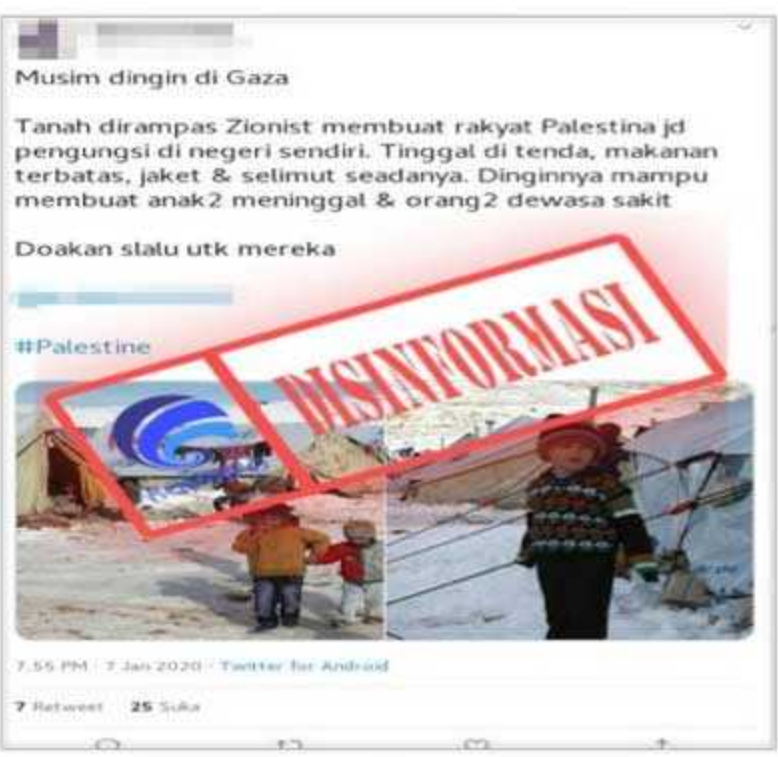 Musim dingin di Gaza
Tanah dirampas Zionist membuat rakyat Palestina jd
pengungsi di negeri sendiri. Tinggal di tenda, makanan
terbatas, jaket & selimut seadanya. Dinginnya mampu
membuat anak2 meninggal & orang2 dewasa sakit
Doakan slalu utk mereka
#Palestine
DISINFORMASI
7.55 PM · 7 Jan 2020 · Twitter for Android
7 Retweet 25 Suka